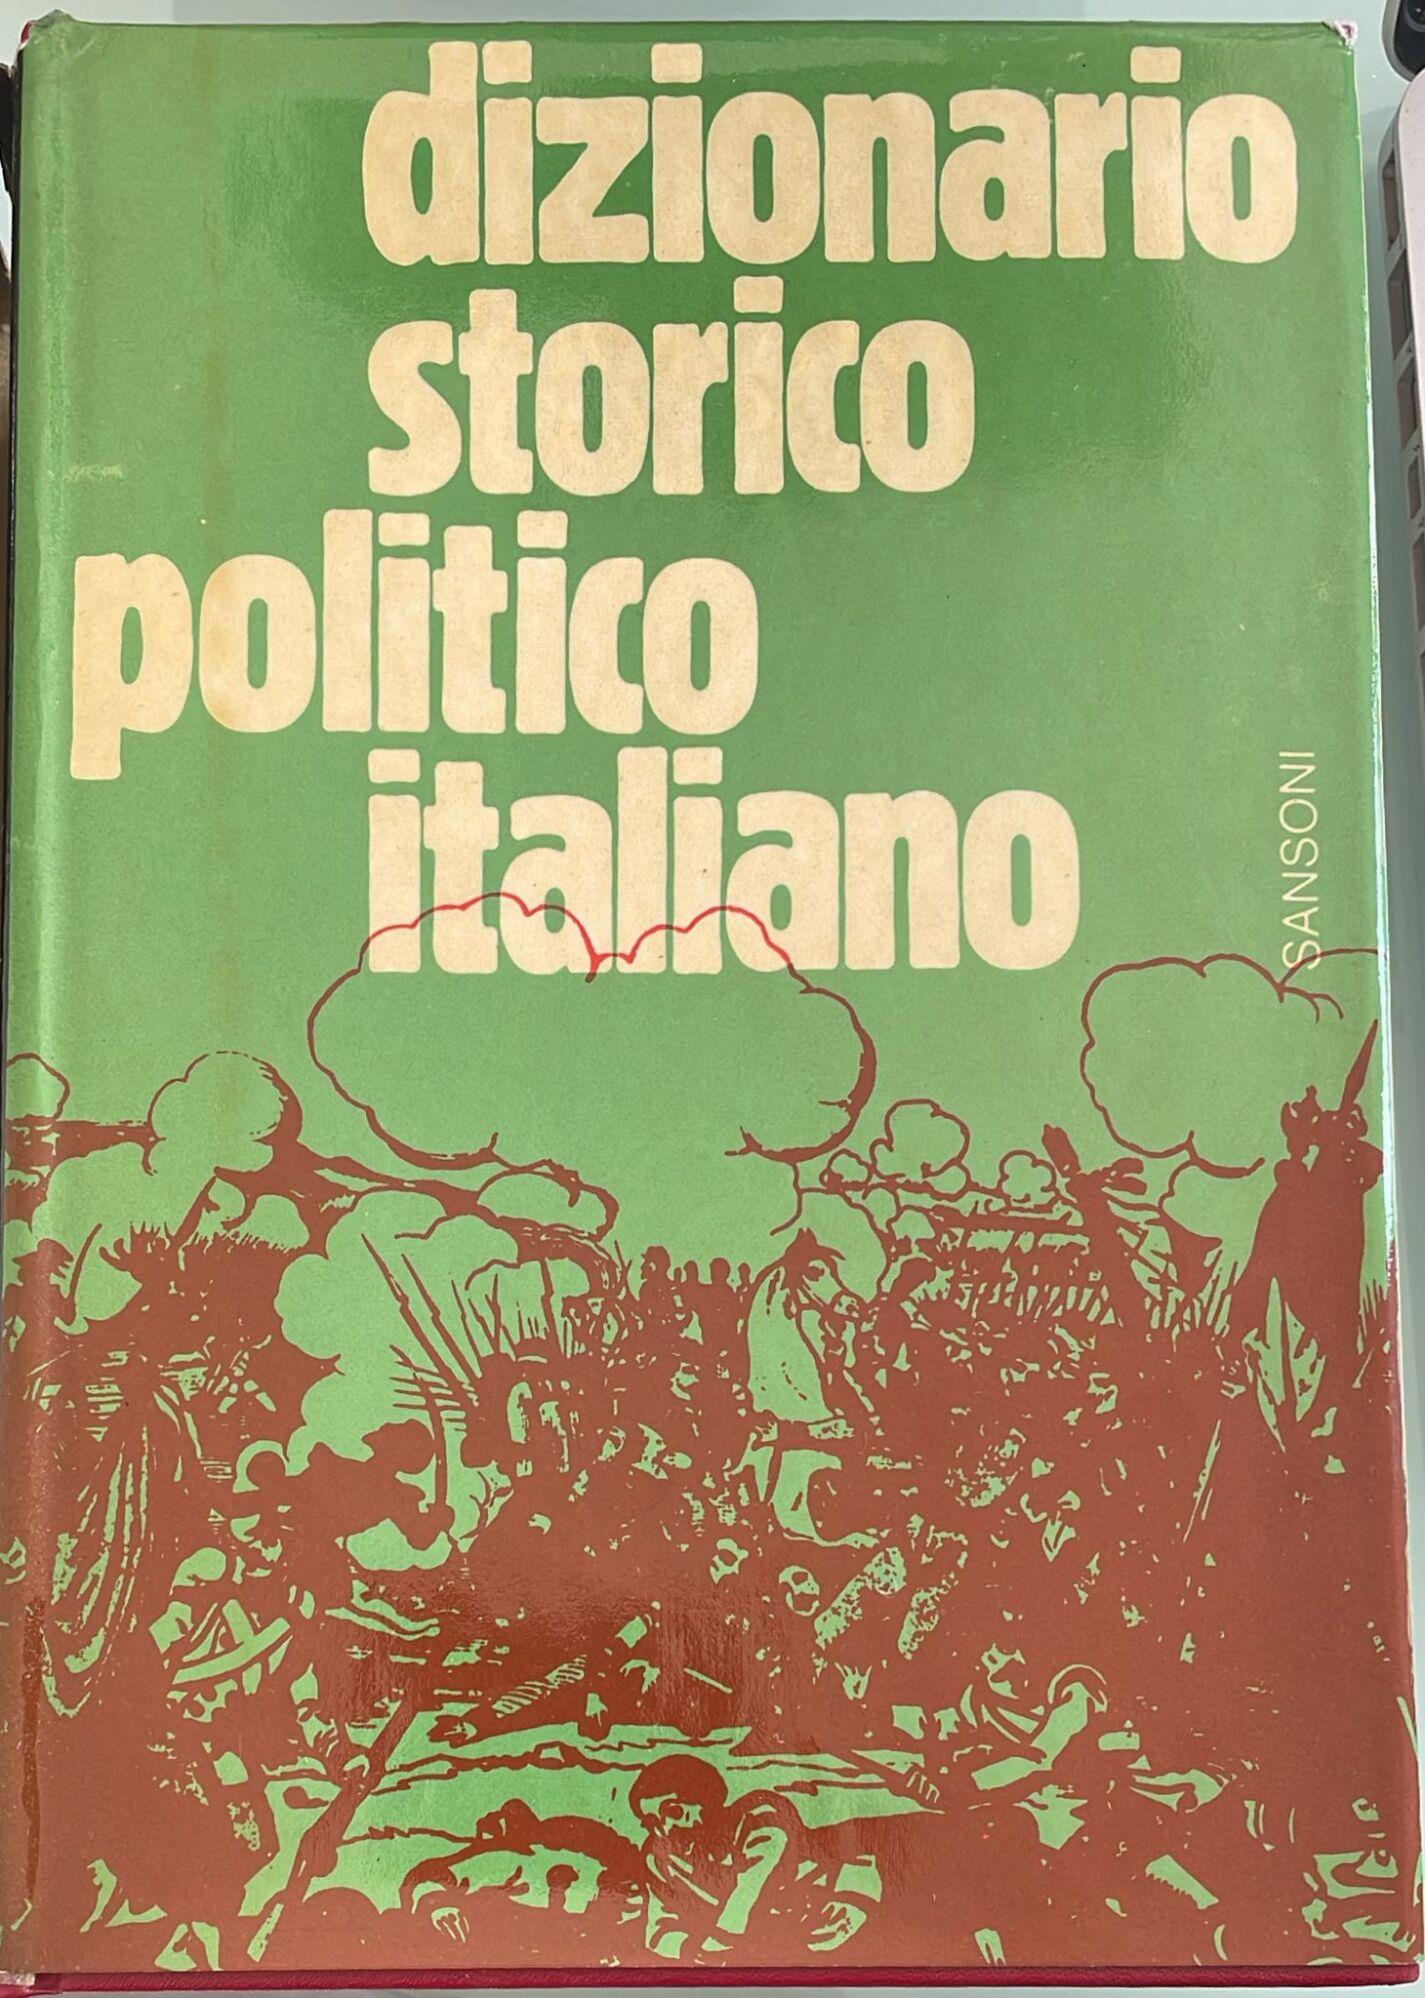 dizionario
storico
politico
italiano
SANSONI